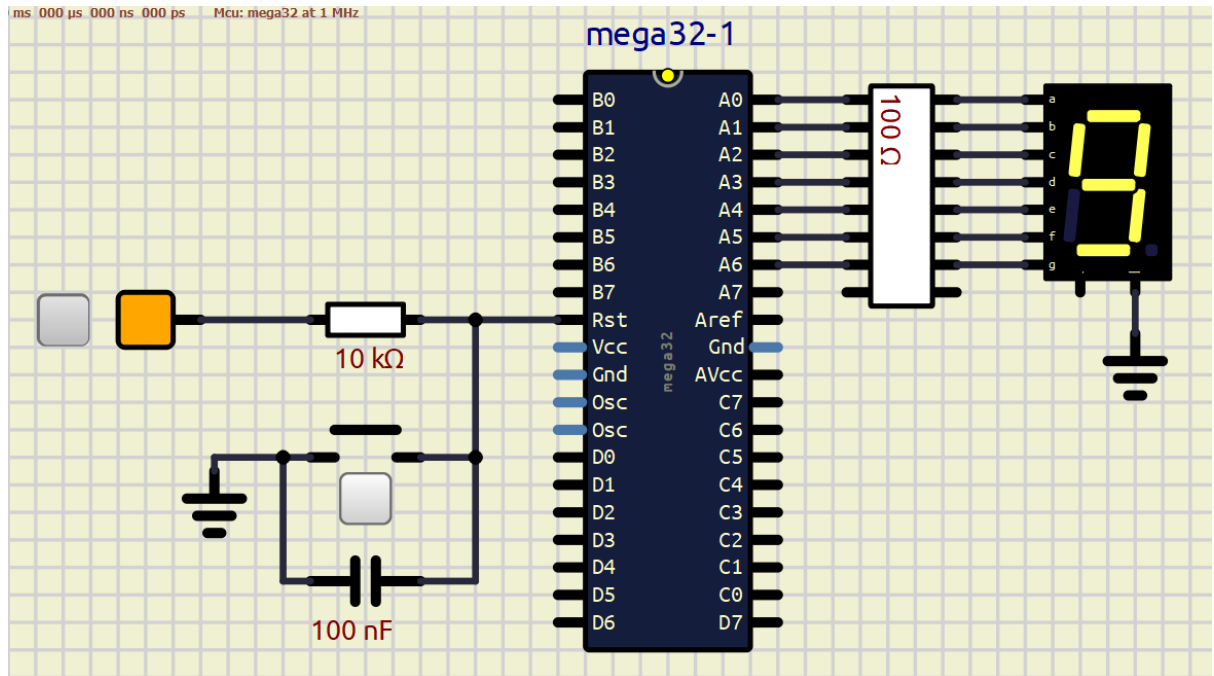 ms 000 µs 000 ns 000 ps Mcu: mega32 at 1 MHz
mega32-1
B0 A0
B1 A1
B2 A2
B3 A3
B4 A4
B5 A5
B6 A6
B7 A7
Rst Aref
Vcc Gnd
Gnd AVcc
Osc C7
Osc C6
D0 C5
D1 C4
D2 C3
D3 C2
D4 C1
D5 C0
D6 D7
mega32
100Ω
a
b
c
d
e
f
g
9
10 kΩ
100 nF